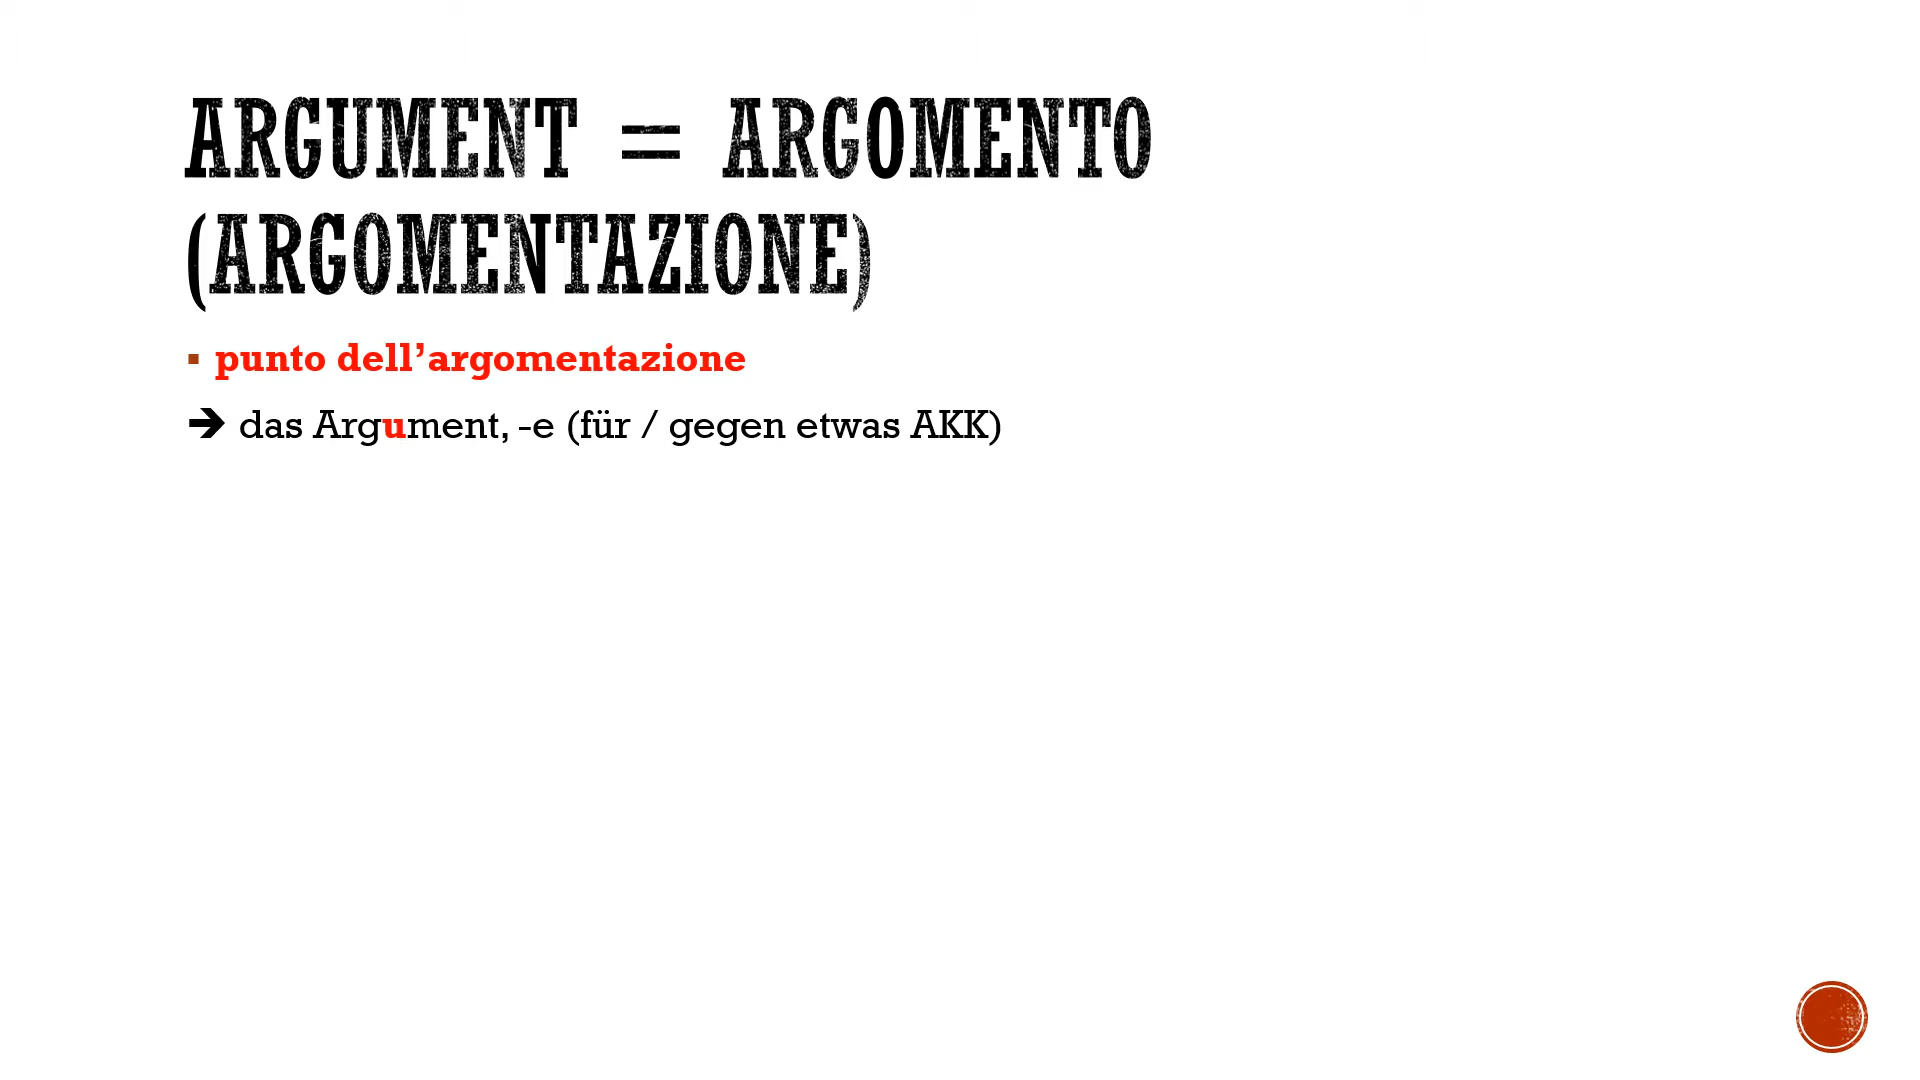 ARGUMENT = ARGOMENTO
(ARGOMENTAZIONE)
▪ punto dell’argomentazione
➔ das Argument, -e (für / gegen etwas AKK)